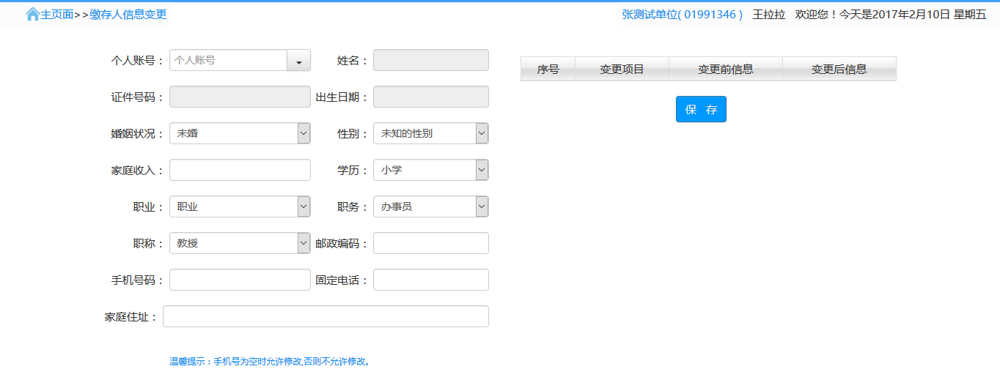 主页面>>缴存人信息变更
张测试单位( 01991346 ) 王拉拉 欢迎您！今天是2017年2月10日 星期五
个人账号： 个人账号 姓名：
证件号码： 出生日期：
婚姻状况： 未婚 性别： 未知的性别
家庭收入： 学历： 小学
职业： 职业 职务： 办事员
职称： 教授 邮政编码：
手机号码： 固定电话：
家庭住址：
温馨提示：手机号为空时允许修改,否则不允许修改。
序号 变更项目 变更前信息 变更后信息
保 存